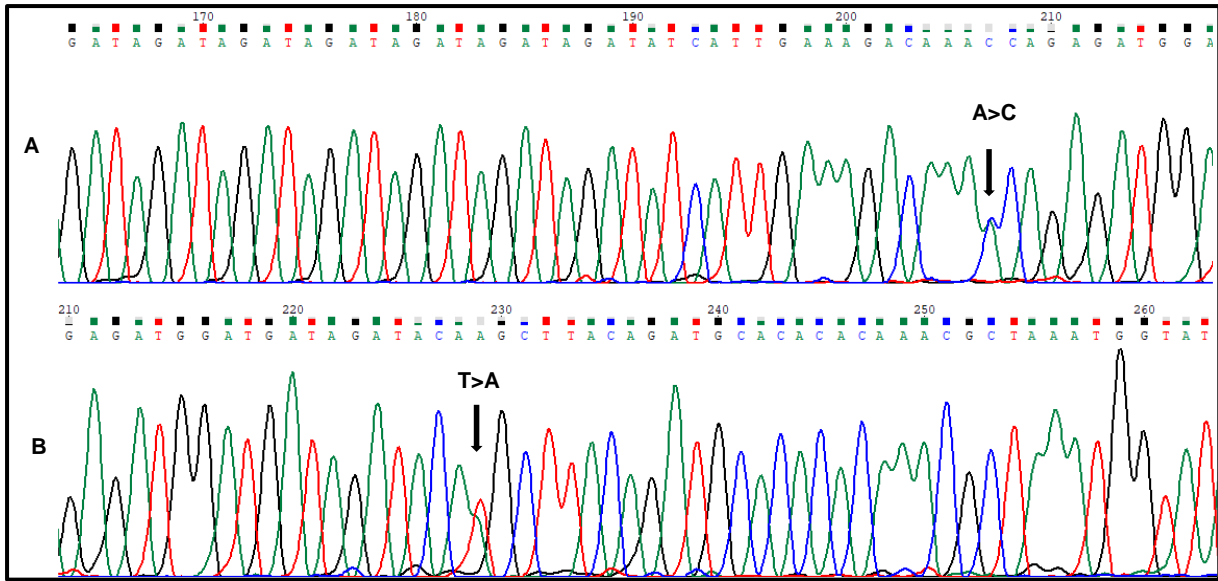 170 180 190 200 210
G A T A G A T A G A T A G A T A G A T A G A T A G A T A T C A T T G A A A G A C A A A C C A G A G A T G G A
A>C
A
210 220 230 240 250 260
G A G A T G G A T G A T A G A T A C A A G C T T A C A G A T G C A C A C A C A A A C G C T A A A T G G T A T
T>A
B